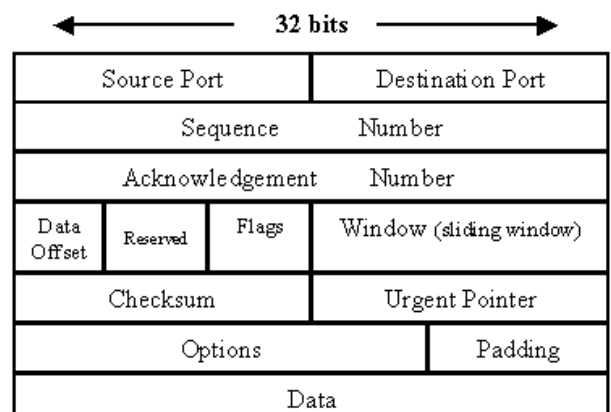 32 bits
Source Port
Destination Port
Sequence Number
Acknowledgement Number
Data
Offset
Reserved
Flags
Window (sliding window)
Checksum
Urgent Pointer
Options
Padding
Data